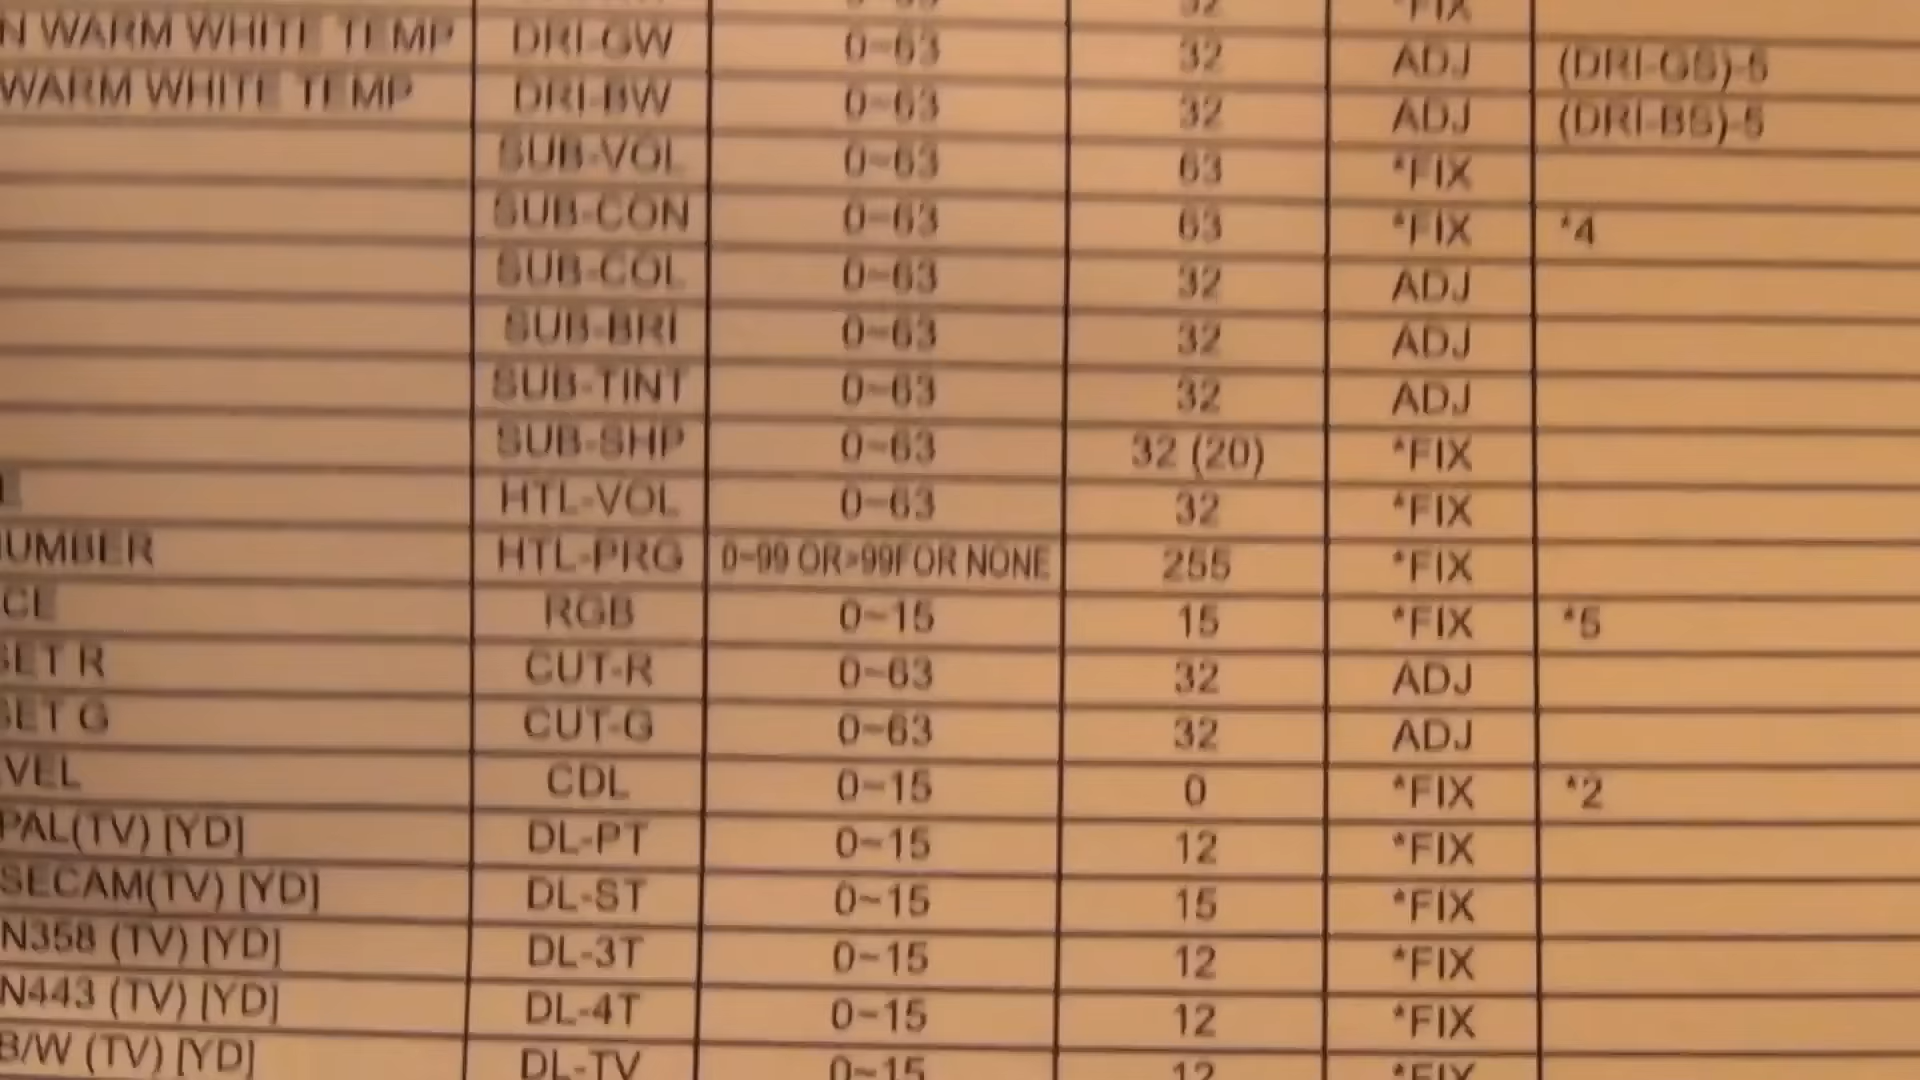 32 *FIX
N WARM WHITE TEMP DRI-GW 0~63 32 ADJ (DRI-GS)-5
WARM WHITE TEMP DRI-BW 0~63 32 ADJ (DRI-BS)-5
SUB-VOL 0~63 63 *FIX
SUB-CON 0~63 63 *FIX *4
SUB-COL 0~63 32 ADJ
SUB-BRI 0~63 32 ADJ
SUB-TINT 0~63 32 ADJ
SUB-SHP 0~63 32 (20) *FIX
E HTL-VOL 0~63 32 *FIX
UMBER HTL-PRG 0~99 OR>99FOR NONE 255 *FIX
CE RGB 0~15 15 *FIX *5
SET R CUT-R 0~63 32 ADJ
SET G CUT-G 0~63 32 ADJ
VEL CDL 0~15 0 *FIX *2
PAL(TV) [YD] DL-PT 0~15 12 *FIX
SECAM(TV) [YD] DL-ST 0~15 15 *FIX
N358 (TV) [YD] DL-3T 0~15 12 *FIX
N443 (TV) [YD] DL-4T 0~15 12 *FIX
B/W (TV) [YD] DL-TV 0~15 12 *FIX